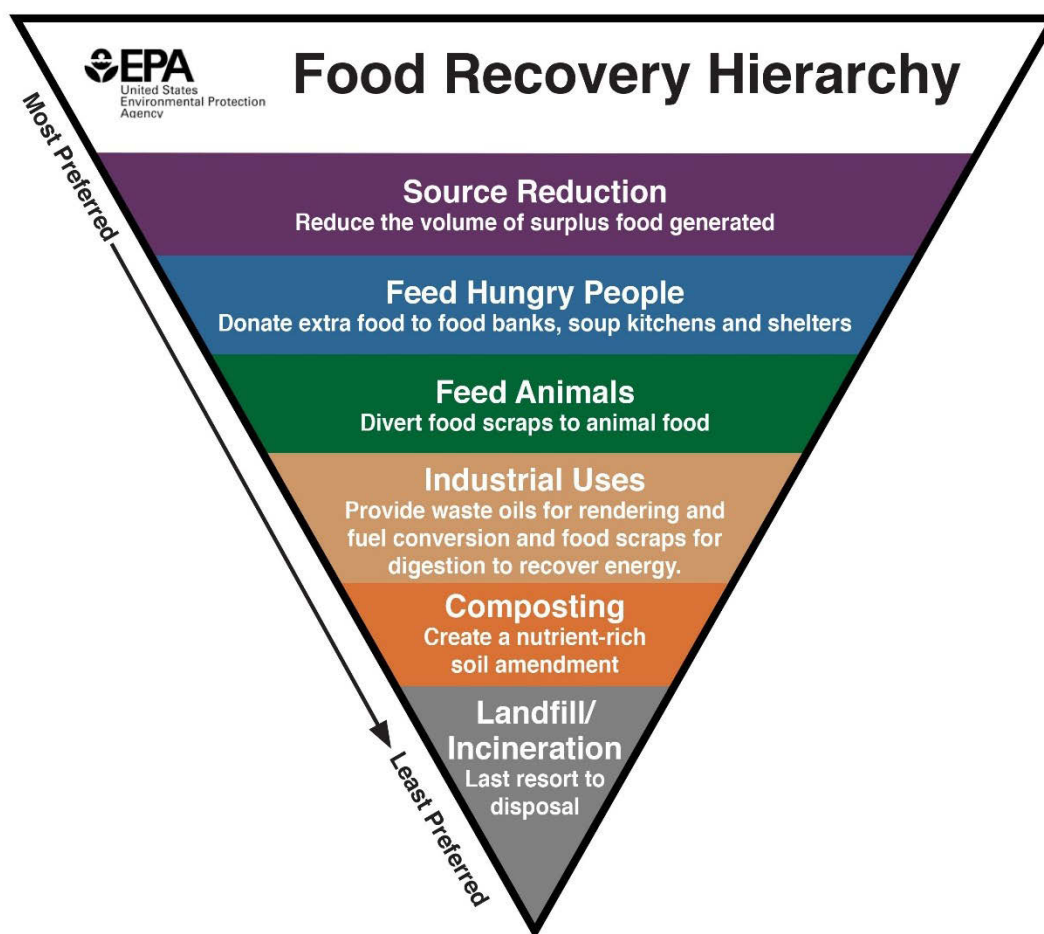 EPA
United States
Environmental Protection
Agency
Food Recovery Hierarchy
Most Preferred
Source Reduction
Reduce the volume of surplus food generated
Feed Hungry People
Donate extra food to food banks, soup kitchens and shelters
Feed Animals
Divert food scraps to animal food
Industrial Uses
Provide waste oils for rendering and
fuel conversion and food scraps for
digestion to recover energy.
Composting
Create a nutrient-rich
soil amendment
Landfill/
Incineration
Last resort to
disposal
Least Preferred